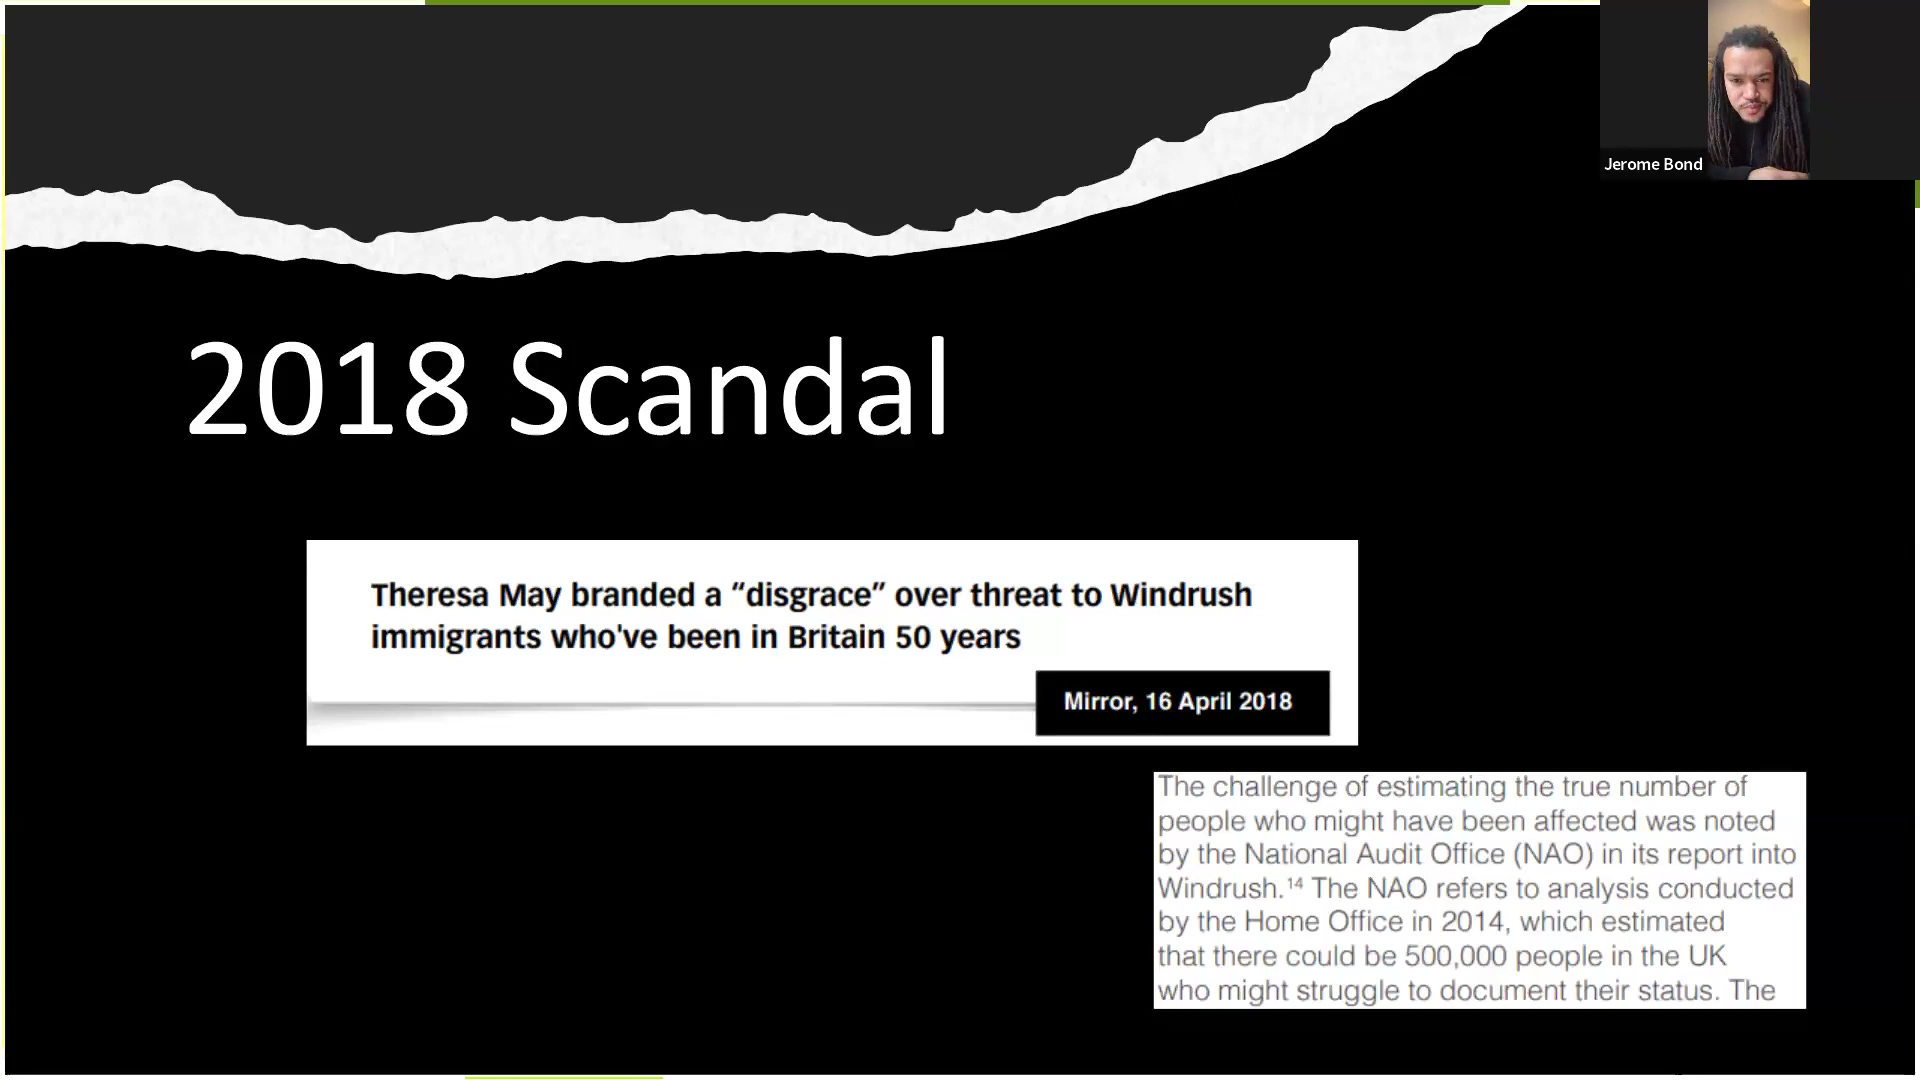 Jerome Bond
2018 Scandal
Theresa May branded a “disgrace” over threat to Windrush
immigrants who've been in Britain 50 years
Mirror, 16 April 2018
The challenge of estimating the true number of
people who might have been affected was noted
by the National Audit Office (NAO) in its report into
Windrush.¹⁴ The NAO refers to analysis conducted
by the Home Office in 2014, which estimated
that there could be 500,000 people in the UK
who might struggle to document their status. The